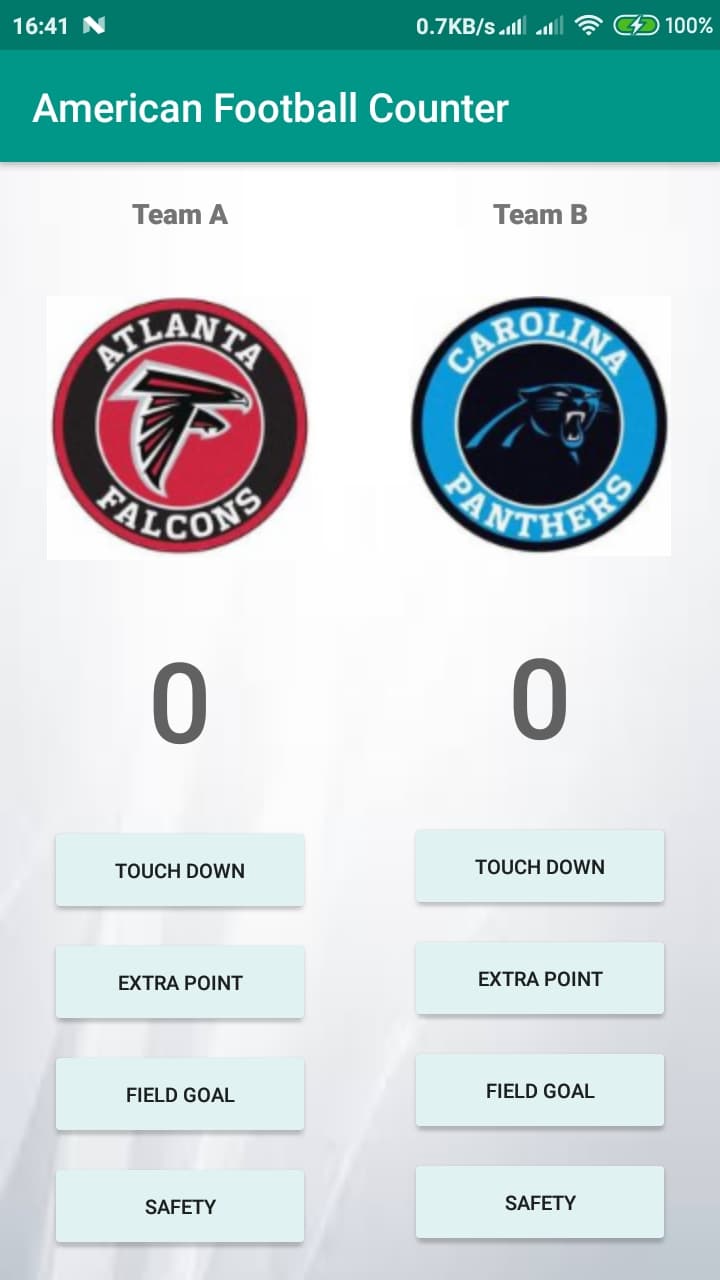 16:41 0.7KB/s 100%
American Football Counter
Team A
Team B
ATLANTA
FALCONS
CAROLINA
PANTHERS
0
0
TOUCH DOWN
TOUCH DOWN
EXTRA POINT
EXTRA POINT
FIELD GOAL
FIELD GOAL
SAFETY
SAFETY